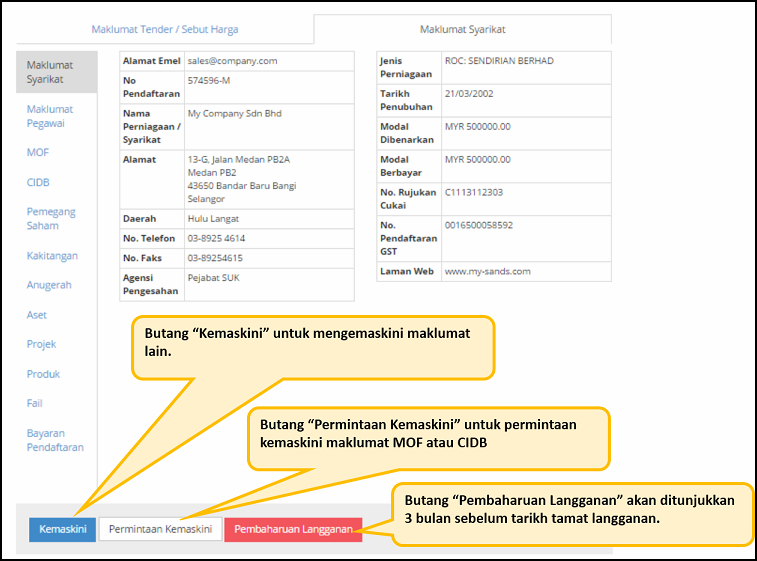 Maklumat Tender / Sebut Harga
Maklumat Syarikat
Maklumat
Syarikat
Maklumat
Pegawai
MOF
CIDB
Pemegang
Saham
Kakitangan
Anugerah
Aset
Projek
Produk
Fail
Bayaran
Pendaftaran
Alamat Emel sales@company.com
No
Pendaftaran
574596-M
Nama
Perniagaan /
Syarikat
My Company Sdn Bhd
Alamat
13-G, Jalan Medan PB2A
Medan PB2
43650 Bandar Baru Bangi
Selangor
Daerah Hulu Langat
No. Telefon 03-8925 4614
No. Faks 03-89254615
Agensi
Pengesahan
Pejabat SUK
Jenis
Perniagaan
ROC: SENDIRIAN BERHAD
Tarikh
Penubuhan
21/03/2002
Modal
Dibenarkan
MYR 500000.00
Modal
Berbayar
MYR 500000.00
No. Rujukan
Cukai
C1113112303
No.
Pendaftaran
GST
0016500058592
Laman Web www.my-sands.com
Butang “Kemaskini” untuk mengemaskini maklumat
lain.
Butang “Permintaan Kemaskini” untuk permintaan
kemaskini maklumat MOF atau CIDB
Butang “Pembaharuan Langganan” akan ditunjukkan
3 bulan sebelum tarikh tamat langganan.
Kemaskini
Permintaan Kemaskini
Pembaharuan Langganan